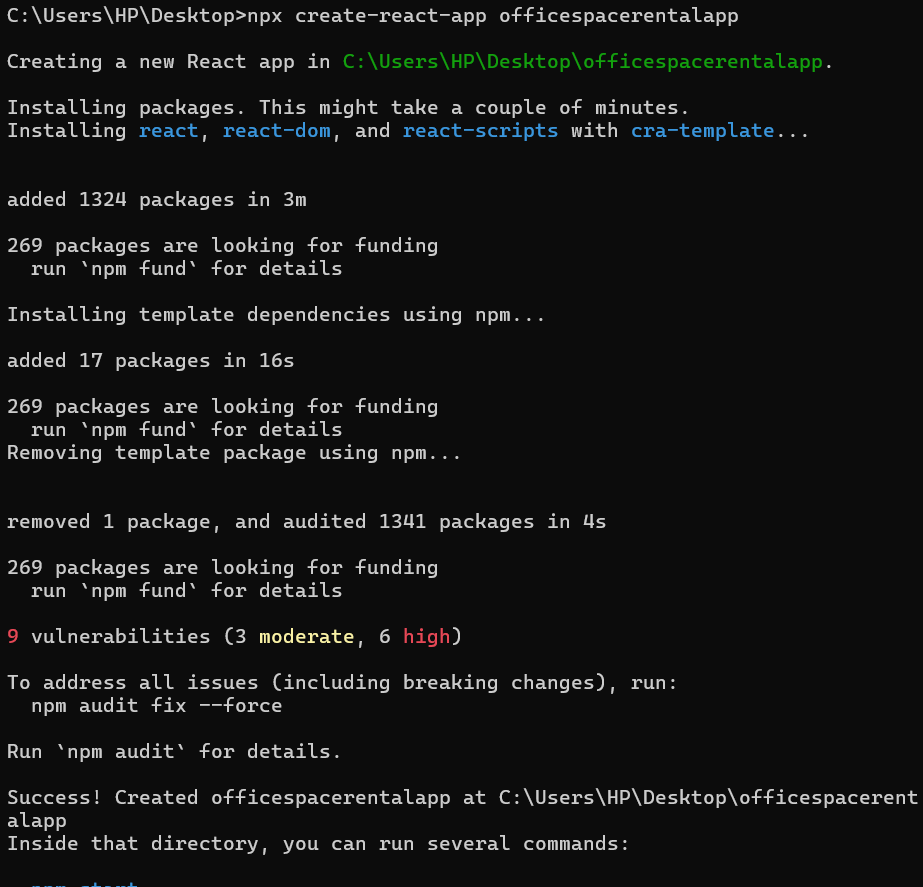 C:\Users\HP\Desktop>npx create-react-app officespacerentalapp
Creating a new React app in C:\Users\HP\Desktop\officespacerentalapp.
Installing packages. This might take a couple of minutes.
Installing react, react-dom, and react-scripts with cra-template...
added 1324 packages in 3m
269 packages are looking for funding
  run `npm fund` for details
Installing template dependencies using npm...
added 17 packages in 16s
269 packages are looking for funding
  run `npm fund` for details
Removing template package using npm...
removed 1 package, and audited 1341 packages in 4s
269 packages are looking for funding
  run `npm fund` for details
9 vulnerabilities (3 moderate, 6 high)
To address all issues (including breaking changes), run:
  npm audit fix --force
Run `npm audit` for details.
Success! Created officespacerentalapp at C:\Users\HP\Desktop\officespacerent
alapp
Inside that directory, you can run several commands:
  npm start